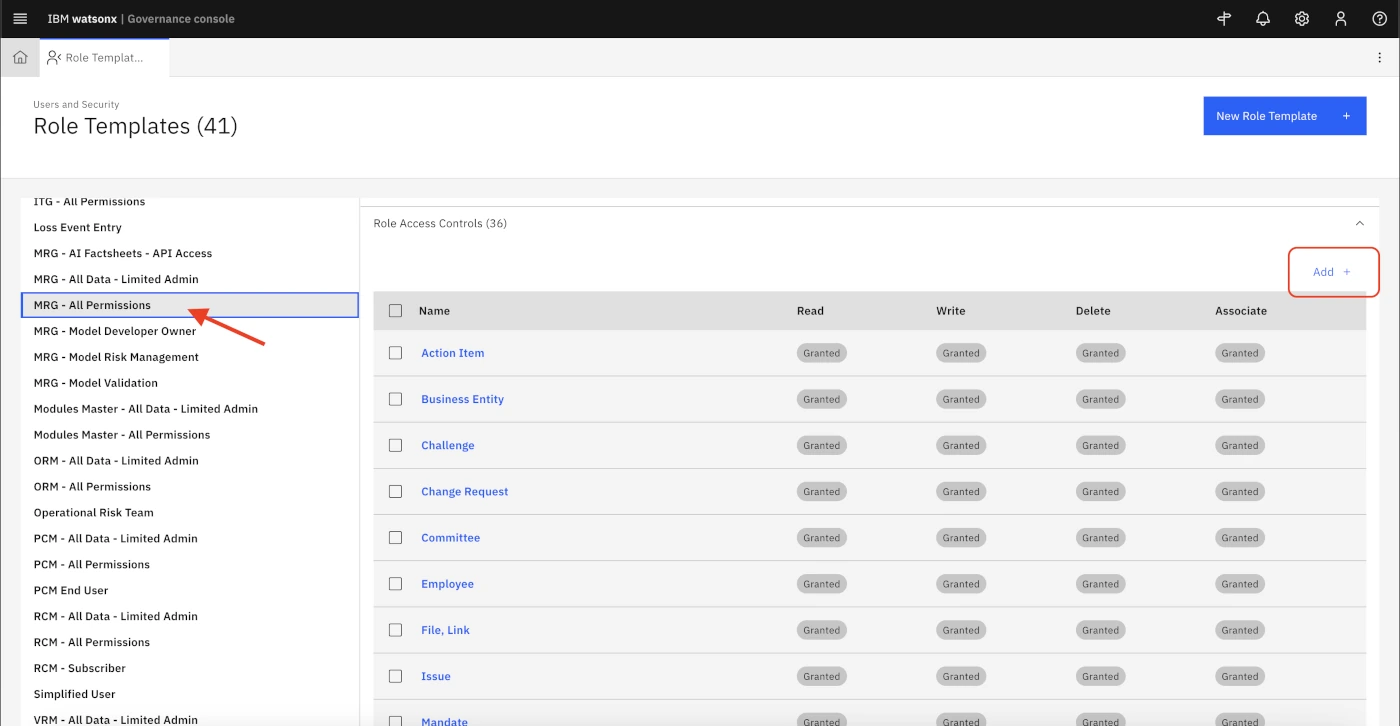 IBM watsonx | Governance console
Role Templat...
Users and Security
Role Templates (41)
New Role Template +
ITG - All Permissions
Loss Event Entry
MRG - AI Factsheets - API Access
MRG - All Data - Limited Admin
MRG - All Permissions
MRG - Model Developer Owner
MRG - Model Risk Management
MRG - Model Validation
Modules Master - All Data - Limited Admin
Modules Master - All Permissions
ORM - All Data - Limited Admin
ORM - All Permissions
Operational Risk Team
PCM - All Data - Limited Admin
PCM - All Permissions
PCM End User
RCM - All Data - Limited Admin
RCM - All Permissions
RCM - Subscriber
Simplified User
VRM - All Data - Limited Admin
Role Access Controls (36)
Add +
Name Read Write Delete Associate
Action Item Granted Granted Granted Granted
Business Entity Granted Granted Granted Granted
Challenge Granted Granted Granted Granted
Change Request Granted Granted Granted Granted
Committee Granted Granted Granted Granted
Employee Granted Granted Granted Granted
File, Link Granted Granted Granted Granted
Issue Granted Granted Granted Granted
Mandate Granted Granted Granted Granted